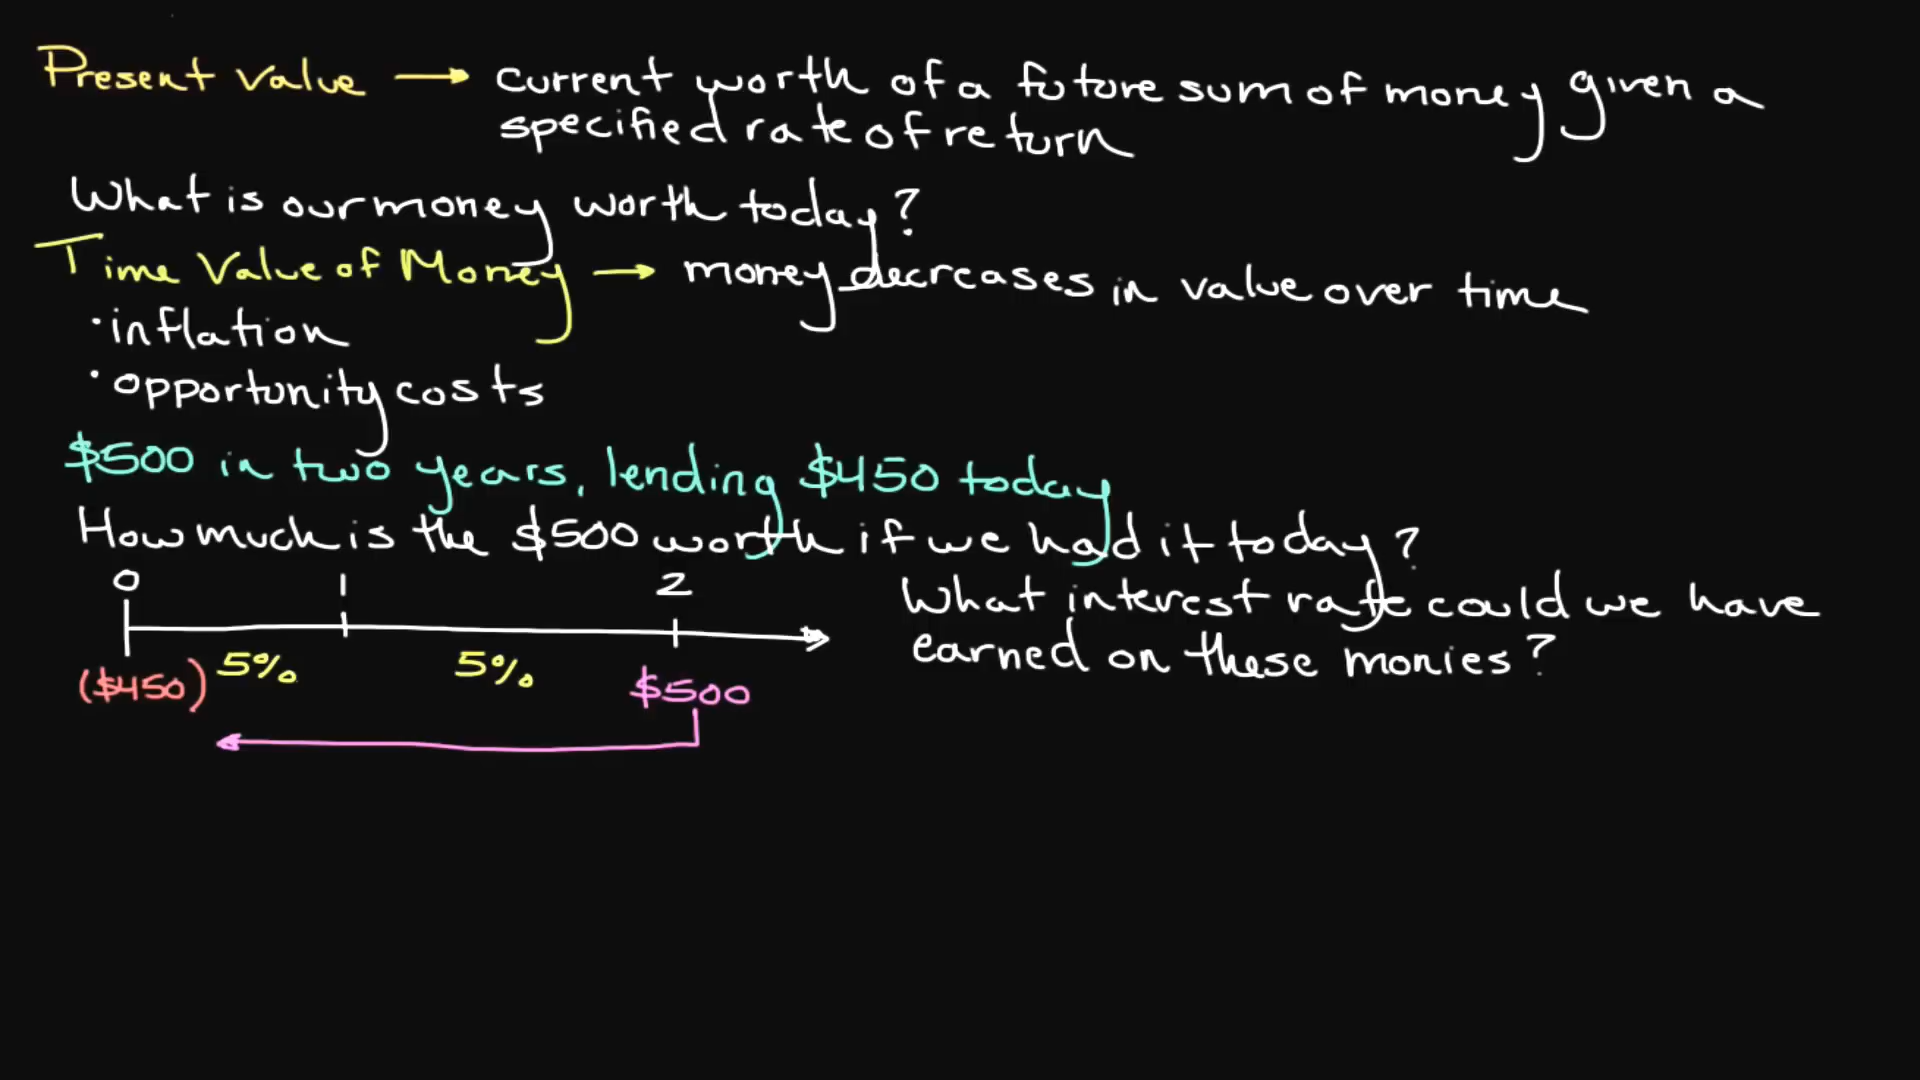 Present Value → current worth of a future sum of money given a
specified rate of return
What is our money worth today?
Time Value of Money → money decreases in value over time
• inflation
• opportunity costs
$500 in two years, lending $450 today
How much is the $500 worth if we had it today?
0 1 2
What interest rate could we have
earned on these monies?
($450) 5% 5% $500